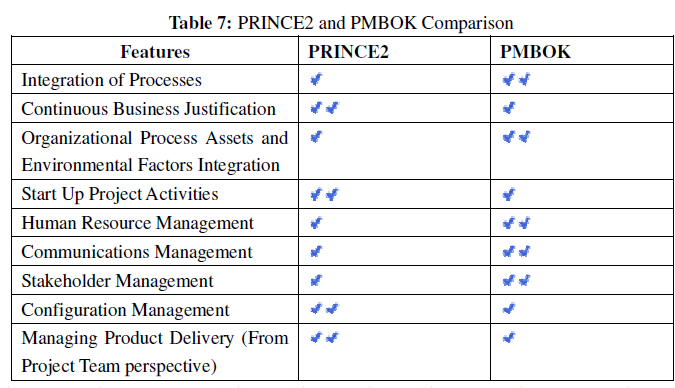 Table 7: PRINCE2 and PMBOK Comparison
Features PRINCE2 PMBOK
Integration of Processes ✔ ✔✔
Continuous Business Justification ✔✔ ✔
Organizational Process Assets and ✔ ✔✔
Environmental Factors Integration
Start Up Project Activities ✔✔ ✔
Human Resource Management ✔ ✔✔
Communications Management ✔ ✔✔
Stakeholder Management ✔ ✔✔
Configuration Management ✔✔ ✔
Managing Product Delivery (From ✔✔ ✔
Project Team perspective)